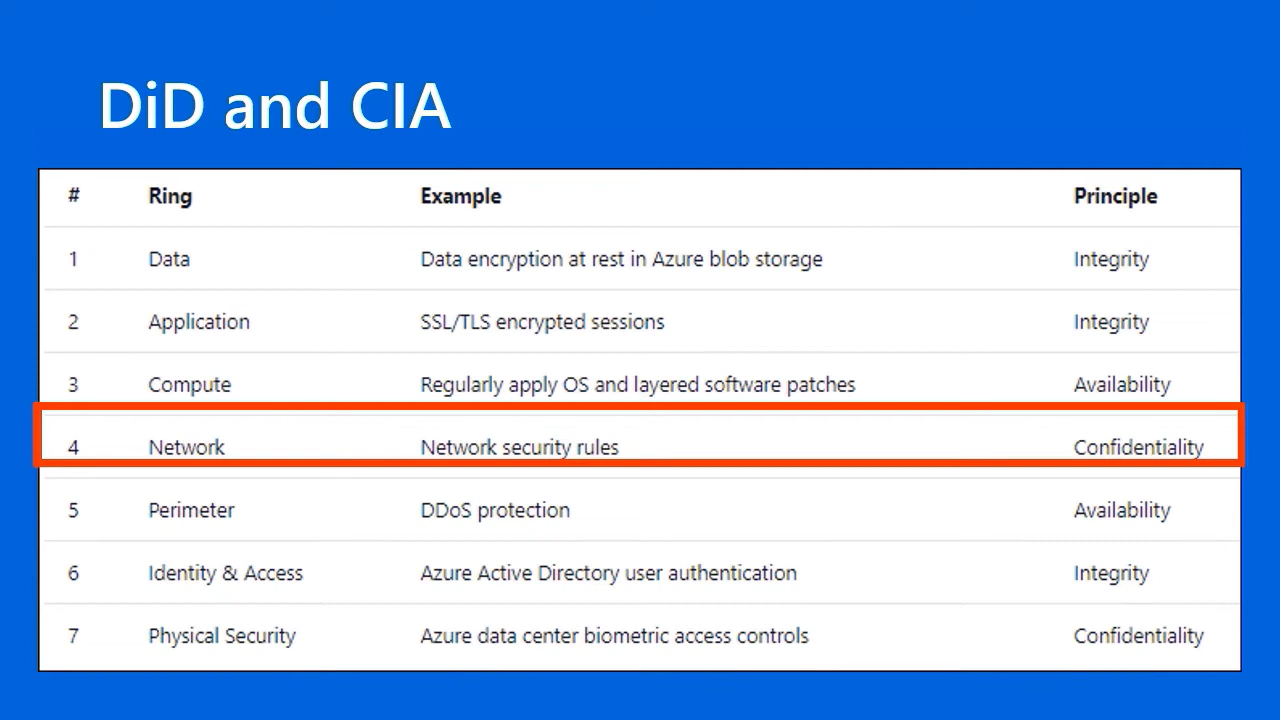 DiD and CIA
# Ring Example Principle
1 Data Data encryption at rest in Azure blob storage Integrity
2 Application SSL/TLS encrypted sessions Integrity
3 Compute Regularly apply OS and layered software patches Availability
4 Network Network security rules Confidentiality
5 Perimeter DDoS protection Availability
6 Identity & Access Azure Active Directory user authentication Integrity
7 Physical Security Azure data center biometric access controls Confidentiality